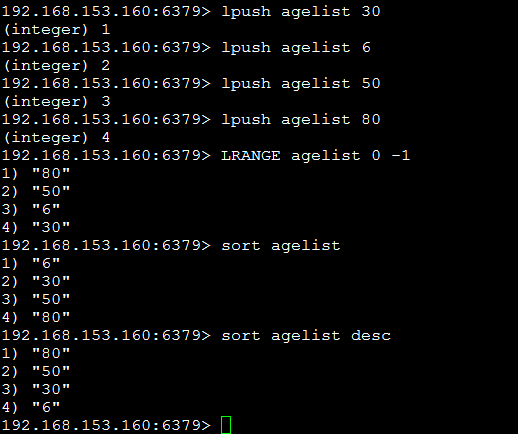 192.168.153.160:6379> lpush agelist 30
(integer) 1
192.168.153.160:6379> lpush agelist 6
(integer) 2
192.168.153.160:6379> lpush agelist 50
(integer) 3
192.168.153.160:6379> lpush agelist 80
(integer) 4
192.168.153.160:6379> LRANGE agelist 0 -1
1) "80"
2) "50"
3) "6"
4) "30"
192.168.153.160:6379> sort agelist
1) "6"
2) "30"
3) "50"
4) "80"
192.168.153.160:6379> sort agelist desc
1) "80"
2) "50"
3) "30"
4) "6"
192.168.153.160:6379>